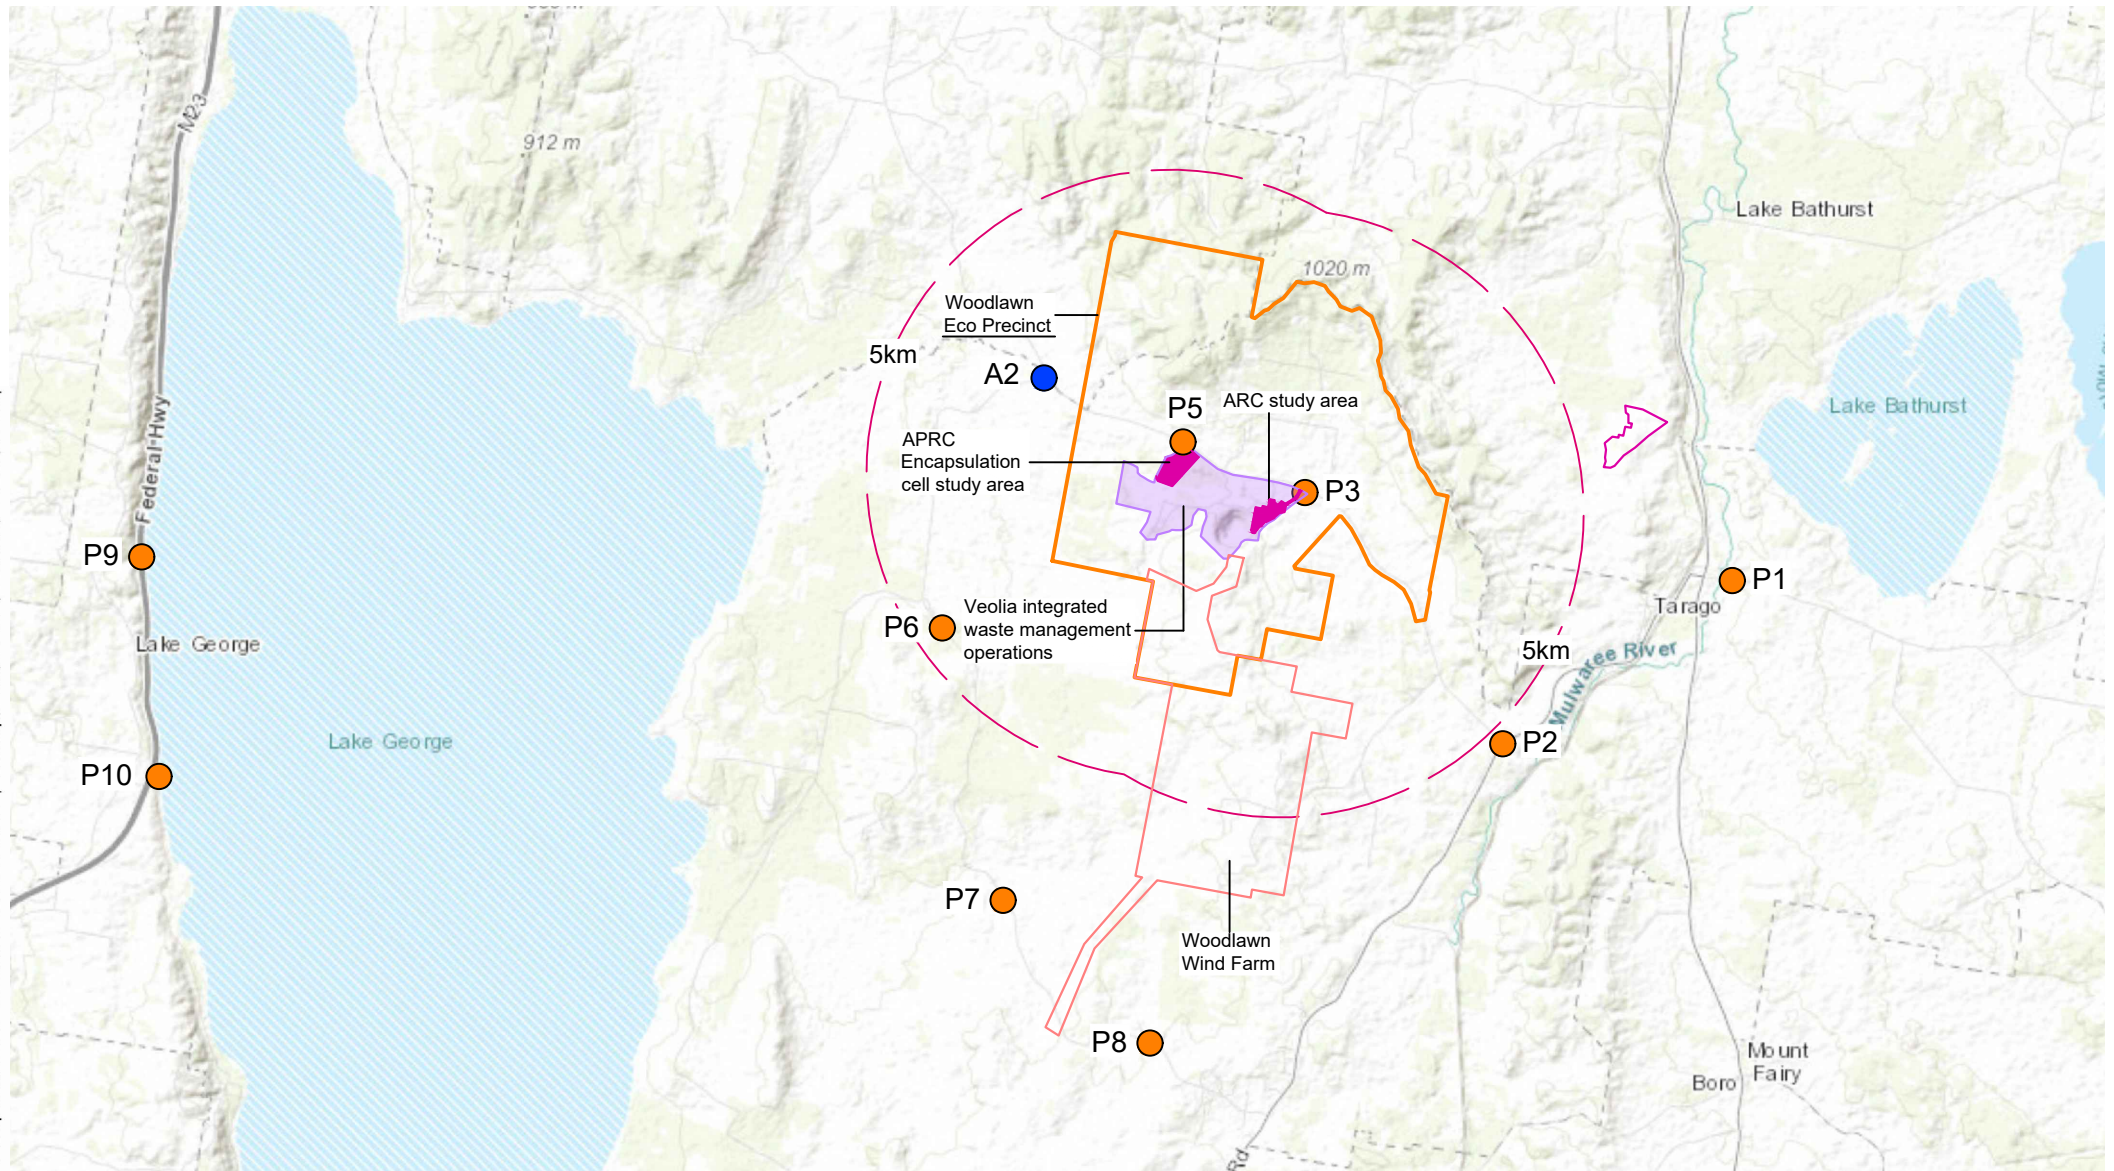 M23
912 m
Lake Bathurst
1020 m
Woodlawn
Eco Precinct
5km
A2
P5
ARC study area
Lake Bathurst
APRC
Encapsulation
cell study area
P3
Federal Hwy
P9
P1
Tarago
Veolia integrated
waste management
operations
P6
Lake George
5km
Mulwaree River
Lake George
P2
P10
P7
Woodlawn
Wind Farm
P8
Mount
Fairy
Boro
Rd